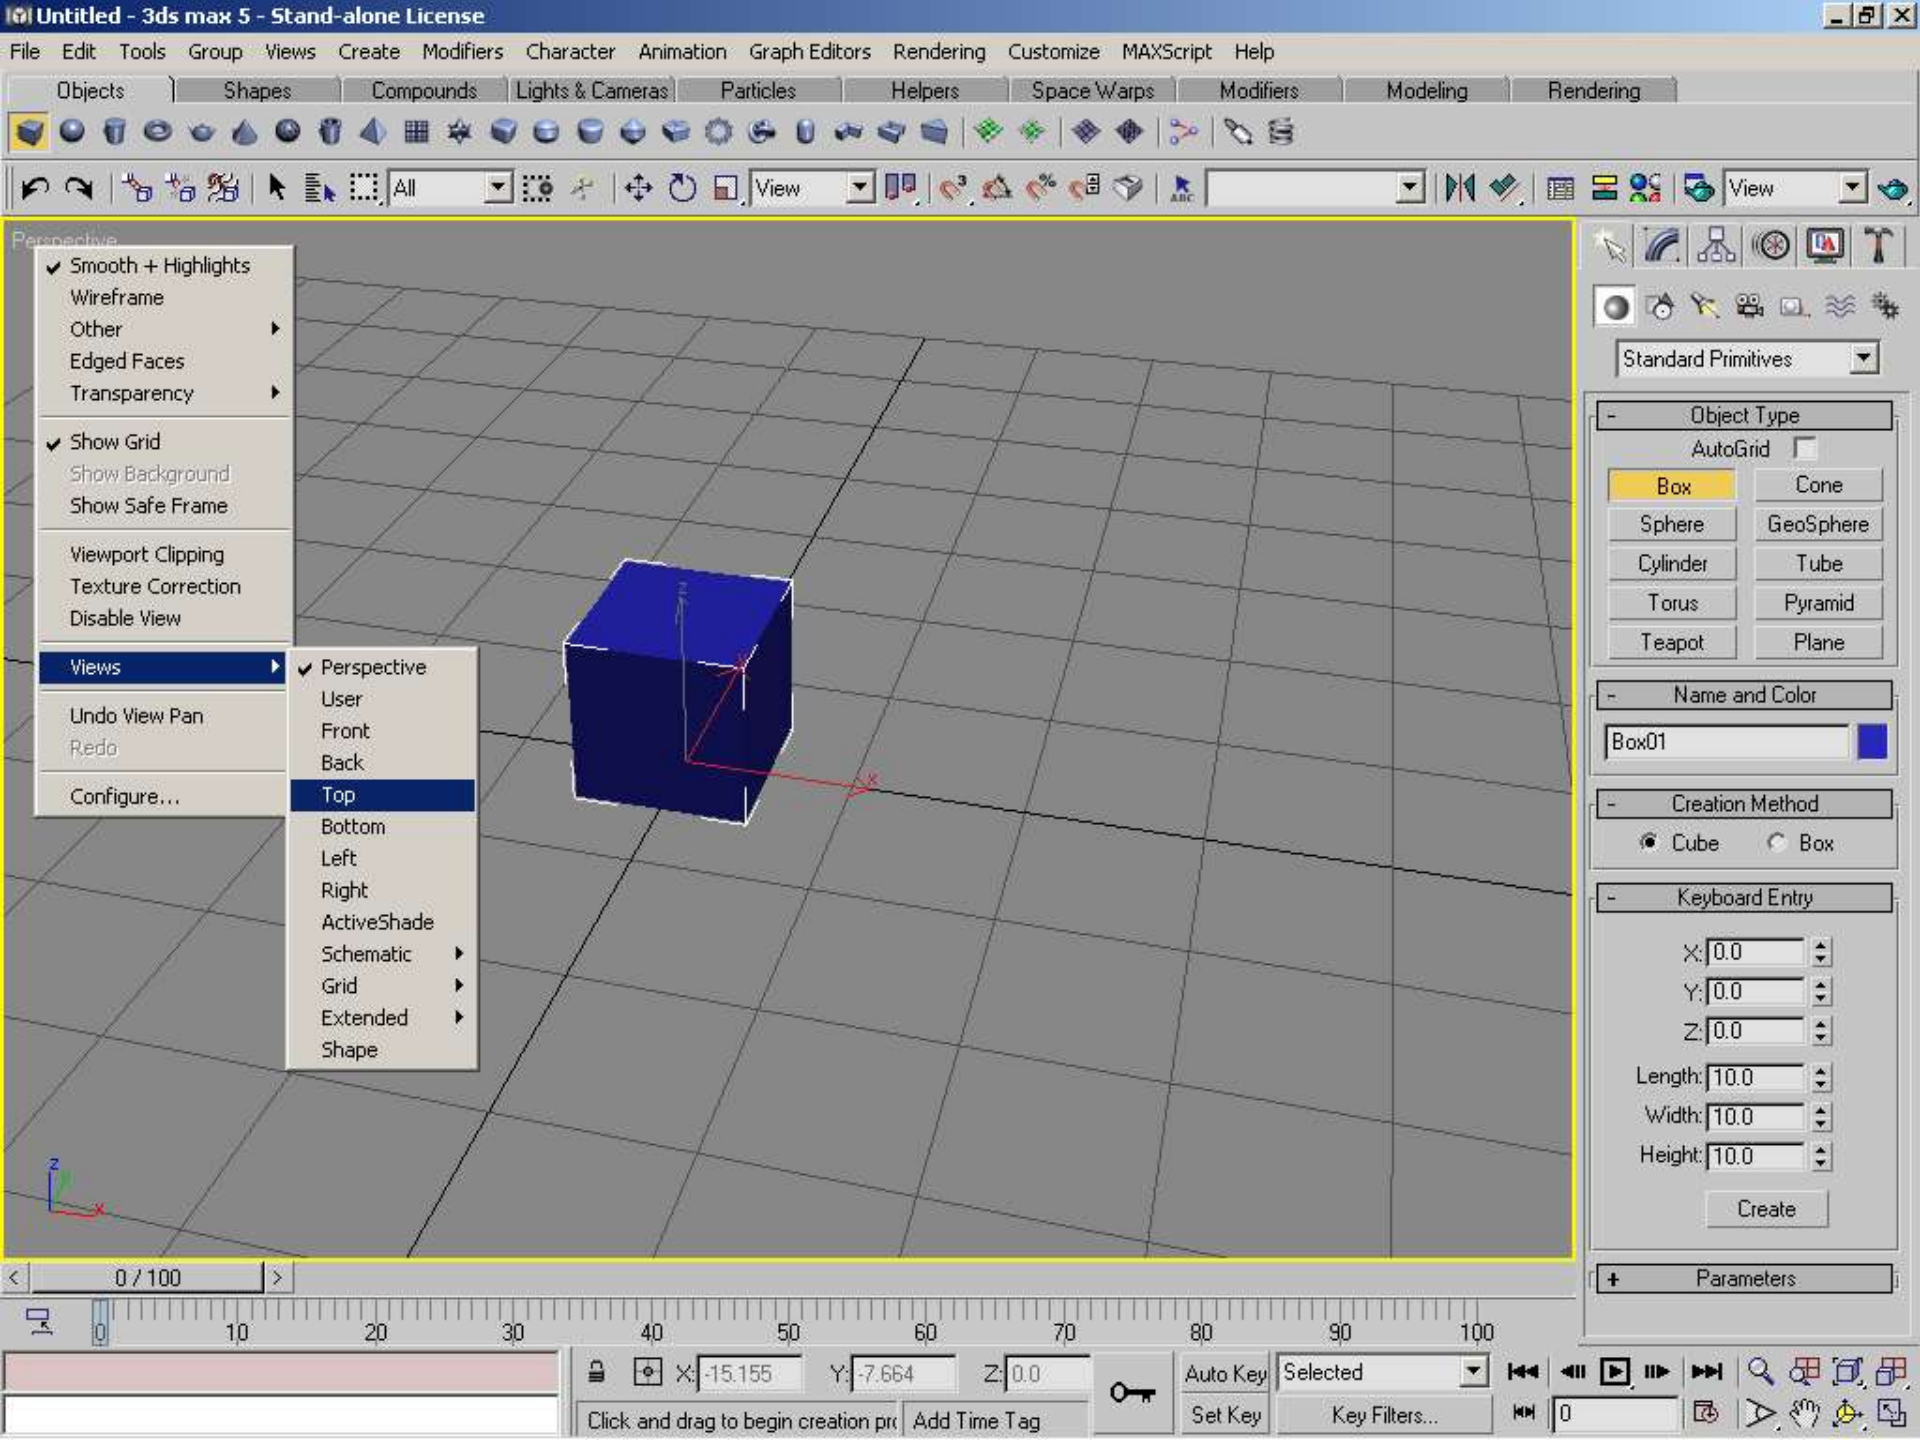 Untitled - 3ds max 5 - Stand-alone License
File Edit Tools Group Views Create Modifiers Character Animation Graph Editors Rendering Customize MAXScript Help
Objects Shapes Compounds Lights & Cameras Particles Helpers Space Warps Modifiers Modeling Rendering
All View ABC View
Perspective
Smooth + Highlights
Wireframe
Other
Edged Faces
Transparency
Show Grid
Show Background
Show Safe Frame
Viewport Clipping
Texture Correction
Disable View
Views
Undo View Pan
Redo
Configure...
Perspective
User
Front
Back
Top
Bottom
Left
Right
ActiveShade
Schematic
Grid
Extended
Shape
z
x
z
y
x
Standard Primitives
- Object Type
AutoGrid
Box Cone
Sphere GeoSphere
Cylinder Tube
Torus Pyramid
Teapot Plane
- Name and Color
Box01
- Creation Method
Cube Box
- Keyboard Entry
X: 0.0
Y: 0.0
Z: 0.0
Length: 10.0
Width: 10.0
Height: 10.0
Create
+ Parameters
< 0 / 100 >
0 10 20 30 40 50 60 70 80 90 100
X: -15.155 Y: -7.664 Z: 0.0 Auto Key Selected
Click and drag to begin creation Add Time Tag Set Key Key Filters... 0